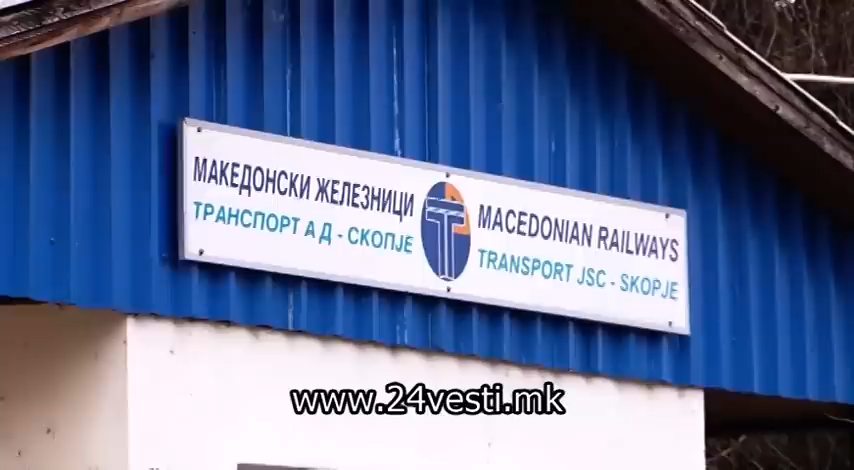 МАКЕДОНСКИ ЖЕЛЕЗНИЦИ
ТРАНСПОРТ А Д - СКОПЈЕ
MACEDONIAN RAILWAYS
TRANSPORT JSC - SKOPJE
www.24vesti.mk